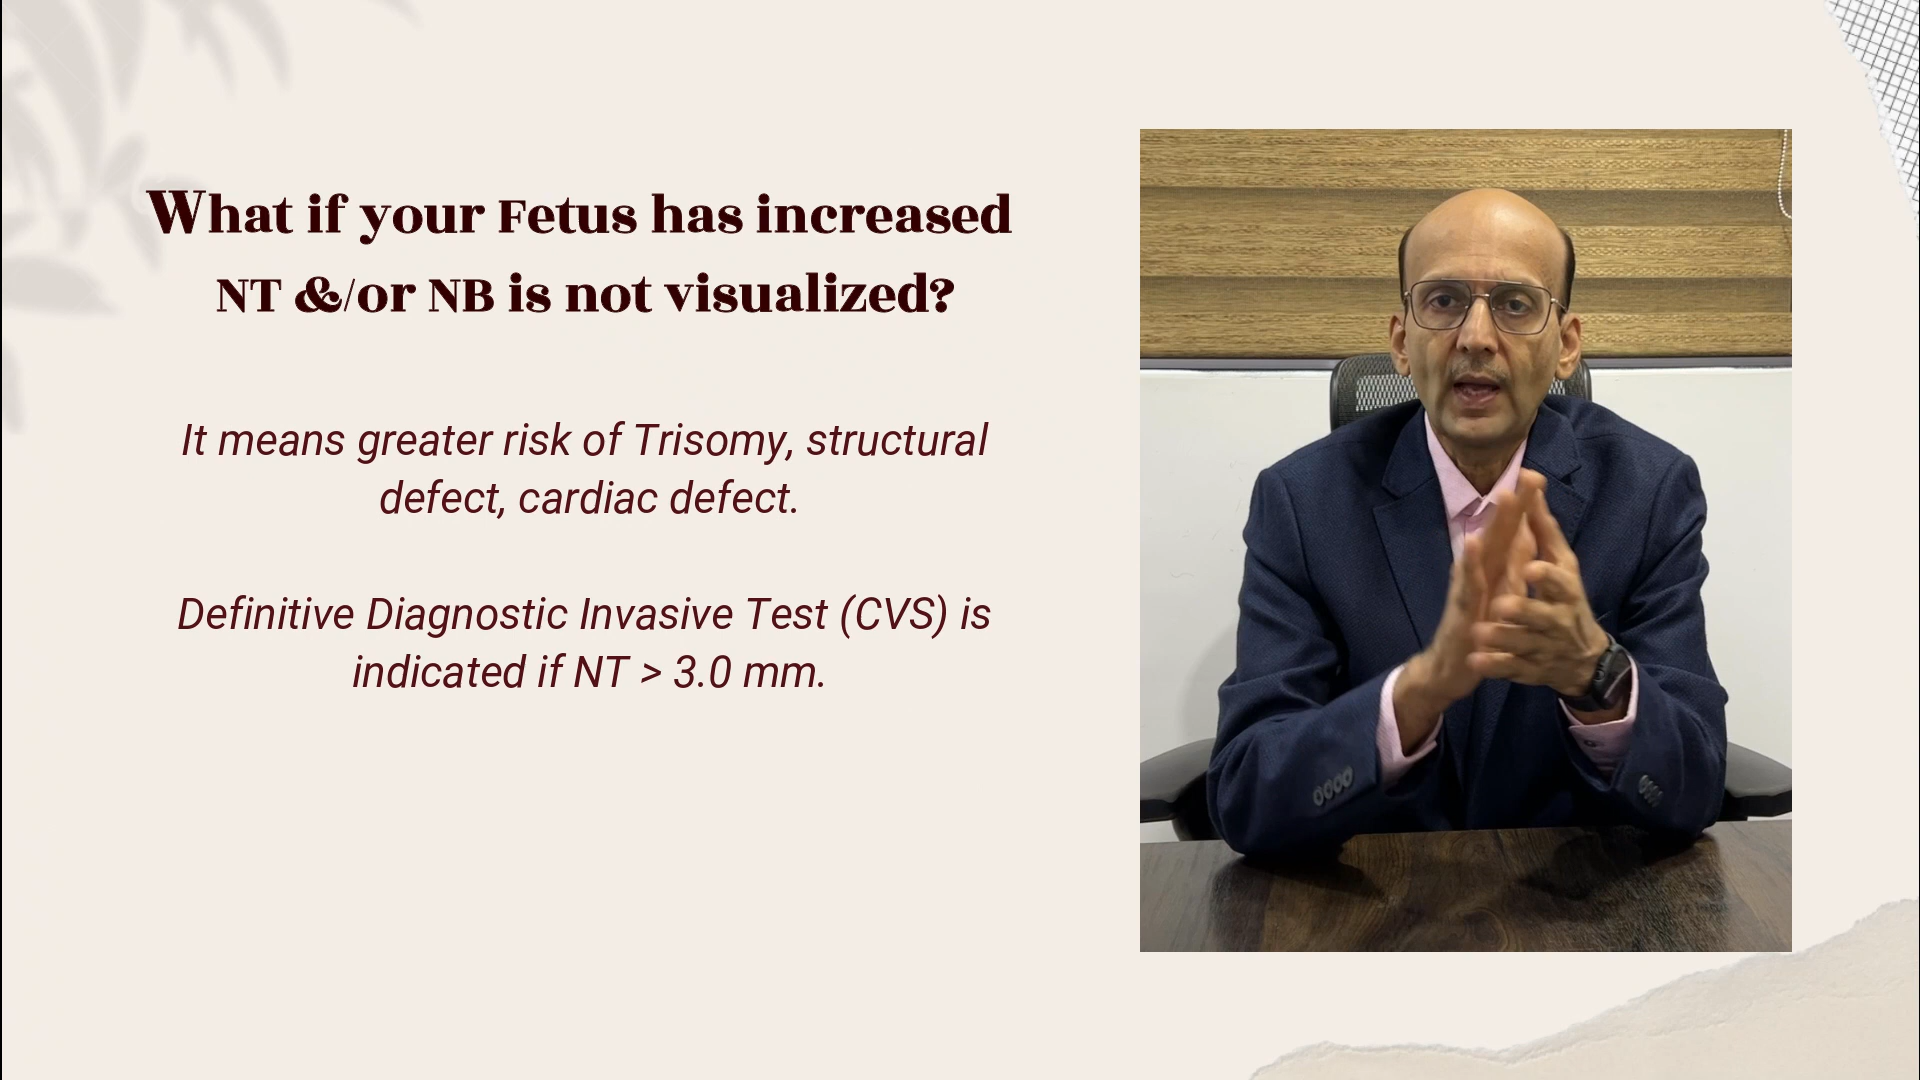 What if your Fetus has increased
NT &/or NB is not visualized?
It means greater risk of Trisomy, structural
defect, cardiac defect.
Definitive Diagnostic Invasive Test (CVS) is
indicated if NT > 3.0 mm.